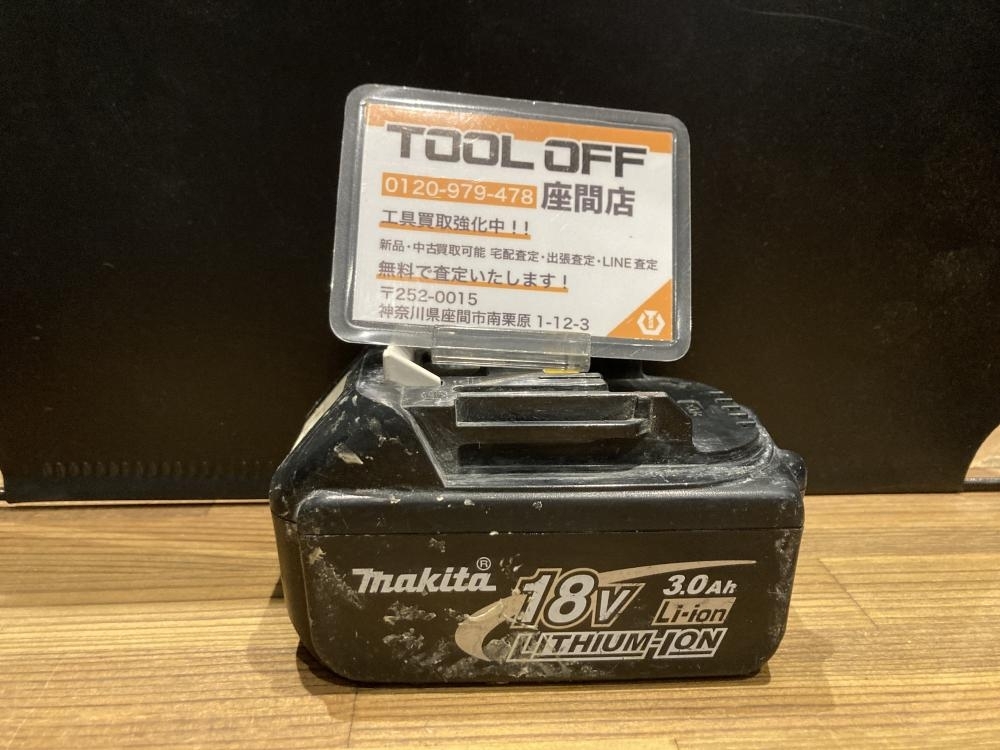 TOOL OFF
0120-979-478 座間店
工具買取強化中！！
新品・中古買取可能 宅配査定・出張査定・LINE査定
無料で査定いたします！
〒252-0015
神奈川県座間市南栗原 1-12-3
makita®
18V 3.0Ah
Li-ion
LITHIUM-ION